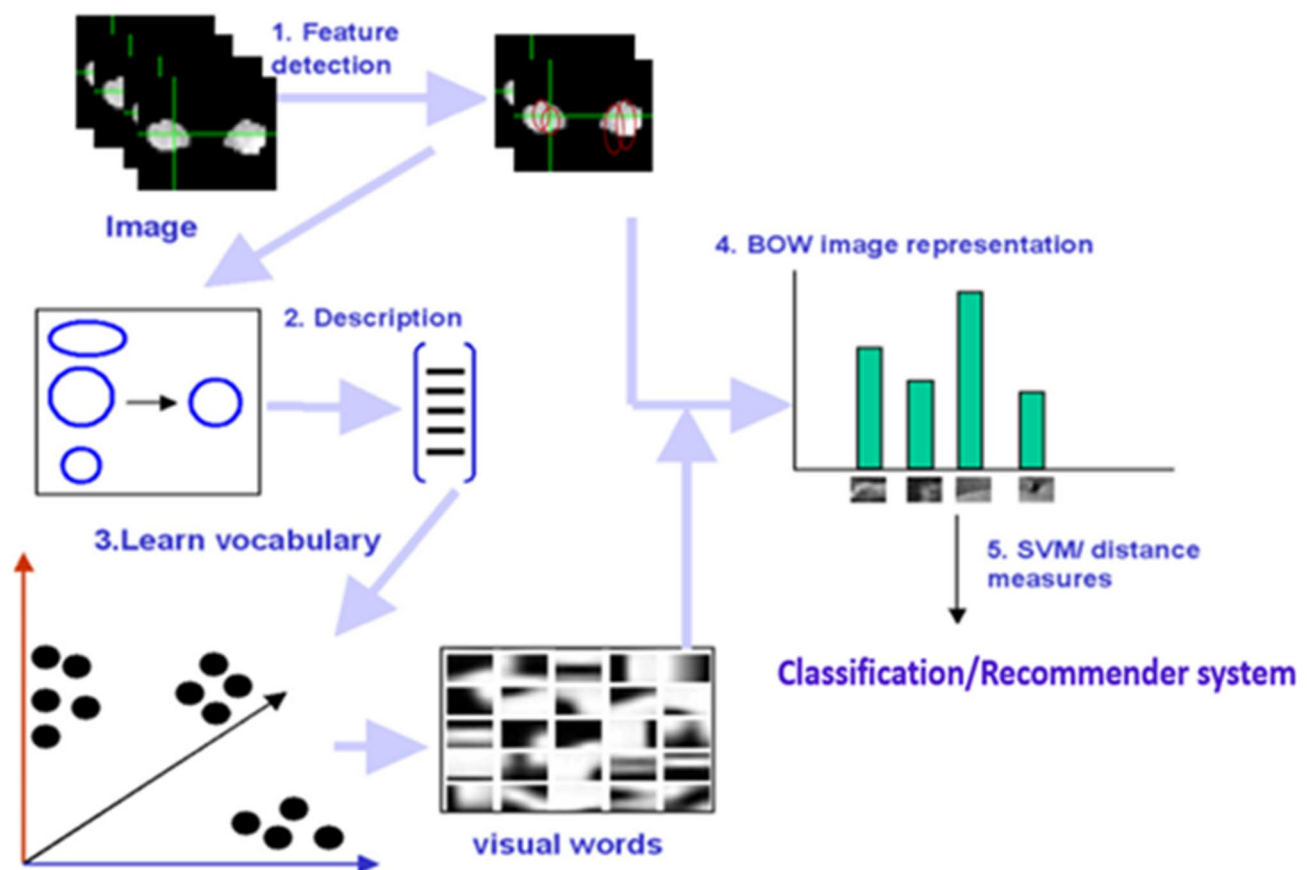 1. Feature
detection
Image
4. BOW image representation
2. Description
3.Learn vocabulary
5. SVM/ distance
measures
Classification/Recommender system
visual words